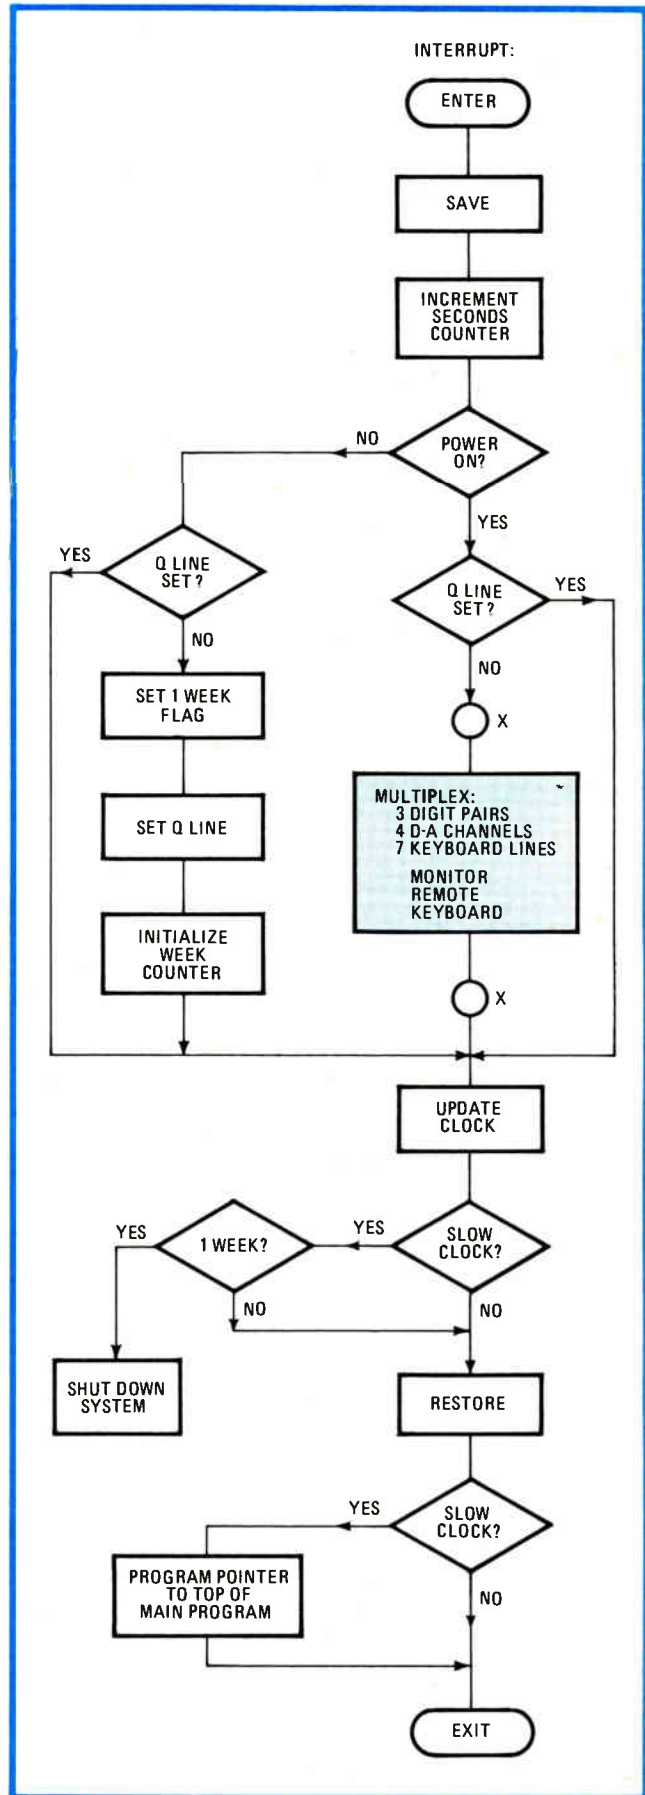 INTERRUPT:
ENTER
SAVE
INCREMENT
SECONDS
COUNTER
NO
POWER
ON?
YES
YES
Q LINE
SET?
NO
Q LINE
SET?
YES
NO
SET 1 WEEK
FLAG
X
SET Q LINE
MULTIPLEX:
3 DIGIT PAIRS
4 D-A CHANNELS
7 KEYBOARD LINES
MONITOR
REMOTE
KEYBOARD
INITIALIZE
WEEK
COUNTER
X
UPDATE
CLOCK
YES
1 WEEK?
YES
SLOW
CLOCK?
NO
NO
SHUT DOWN
SYSTEM
RESTORE
YES
SLOW
CLOCK?
PROGRAM POINTER
TO TOP OF
MAIN PROGRAM
NO
EXIT